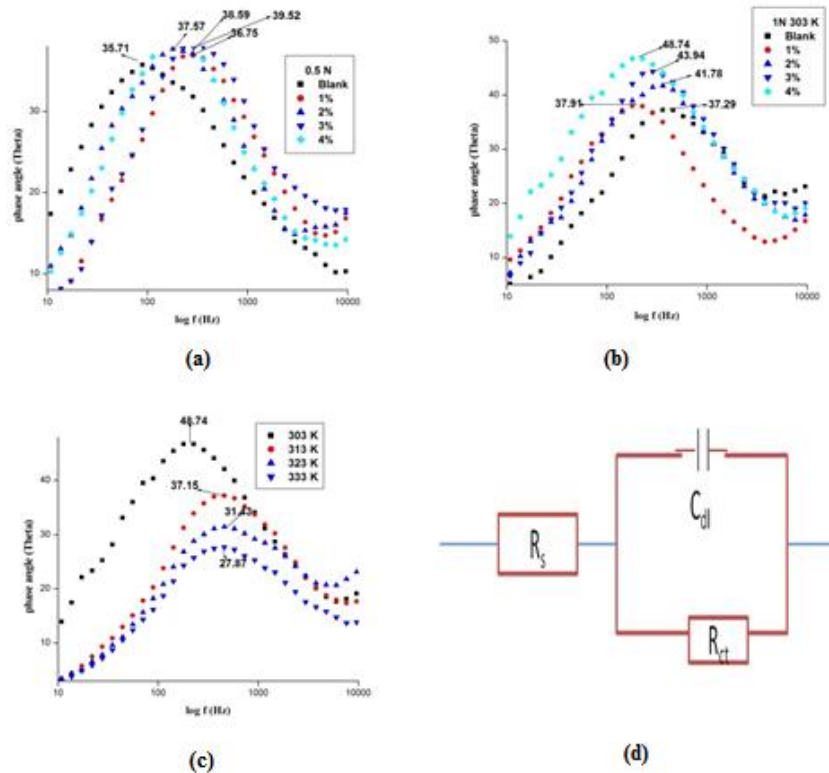 38.59
39.52
37.57
36.75
35.71
0.5 N
Blank
1%
2%
3%
4%
30
20
10
phase angle (Theta)
10
100
1000
10000
log f (Hz)
(a)
1N 303 K
Blank
1%
2%
3%
4%
48.74
43.94
41.78
37.91
37.29
50
40
30
20
10
phase angle (Theta)
10
100
1000
10000
log f (Hz)
(b)
48.74
303 K
313 K
323 K
333 K
37.15
31.43
27.87
40
30
20
10
phase angle (Theta)
10
100
1000
10000
log f (Hz)
(c)
Cdl
Rs
Rct
(d)